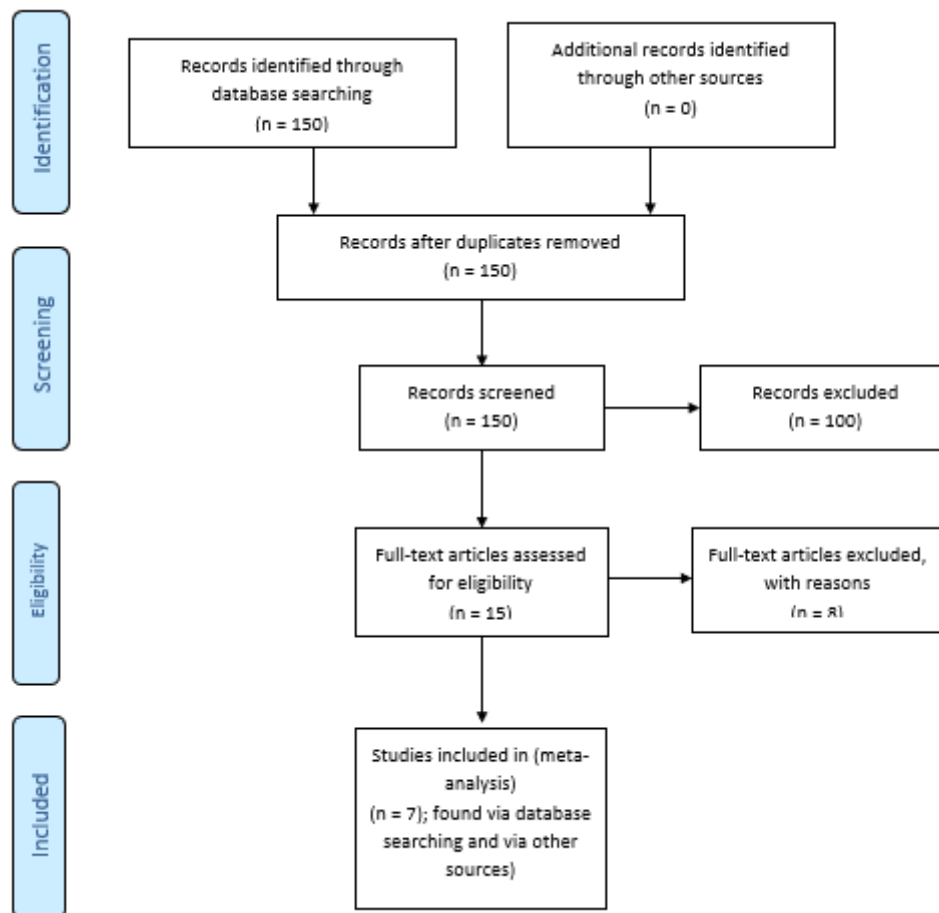 Identification
Records identified through
database searching
(n = 150)
Additional records identified
through other sources
(n = 0)
Records after duplicates removed
(n = 150)
Screening
Records screened
(n = 150)
Records excluded
(n = 100)
Eligibility
Full-text articles assessed
for eligibility
(n = 15)
Full-text articles excluded,
with reasons
(n = 8)
Included
Studies included in (meta-
analysis)
(n = 7); found via database
searching and via other
sources)